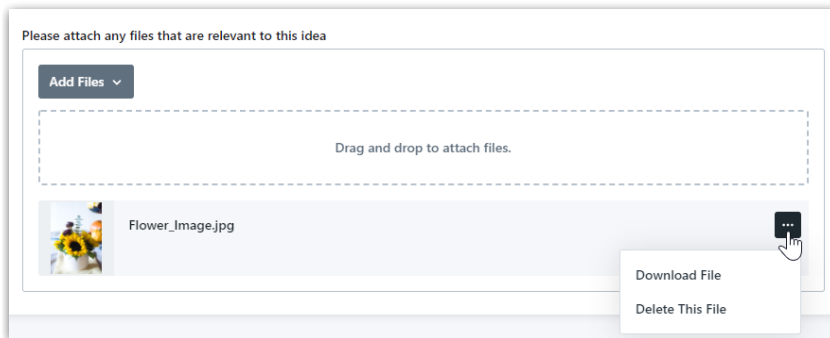 Please attach any files that are relevant to this idea
Add Files
Drag and drop to attach files.
Flower_Image.jpg
Download File
Delete This File